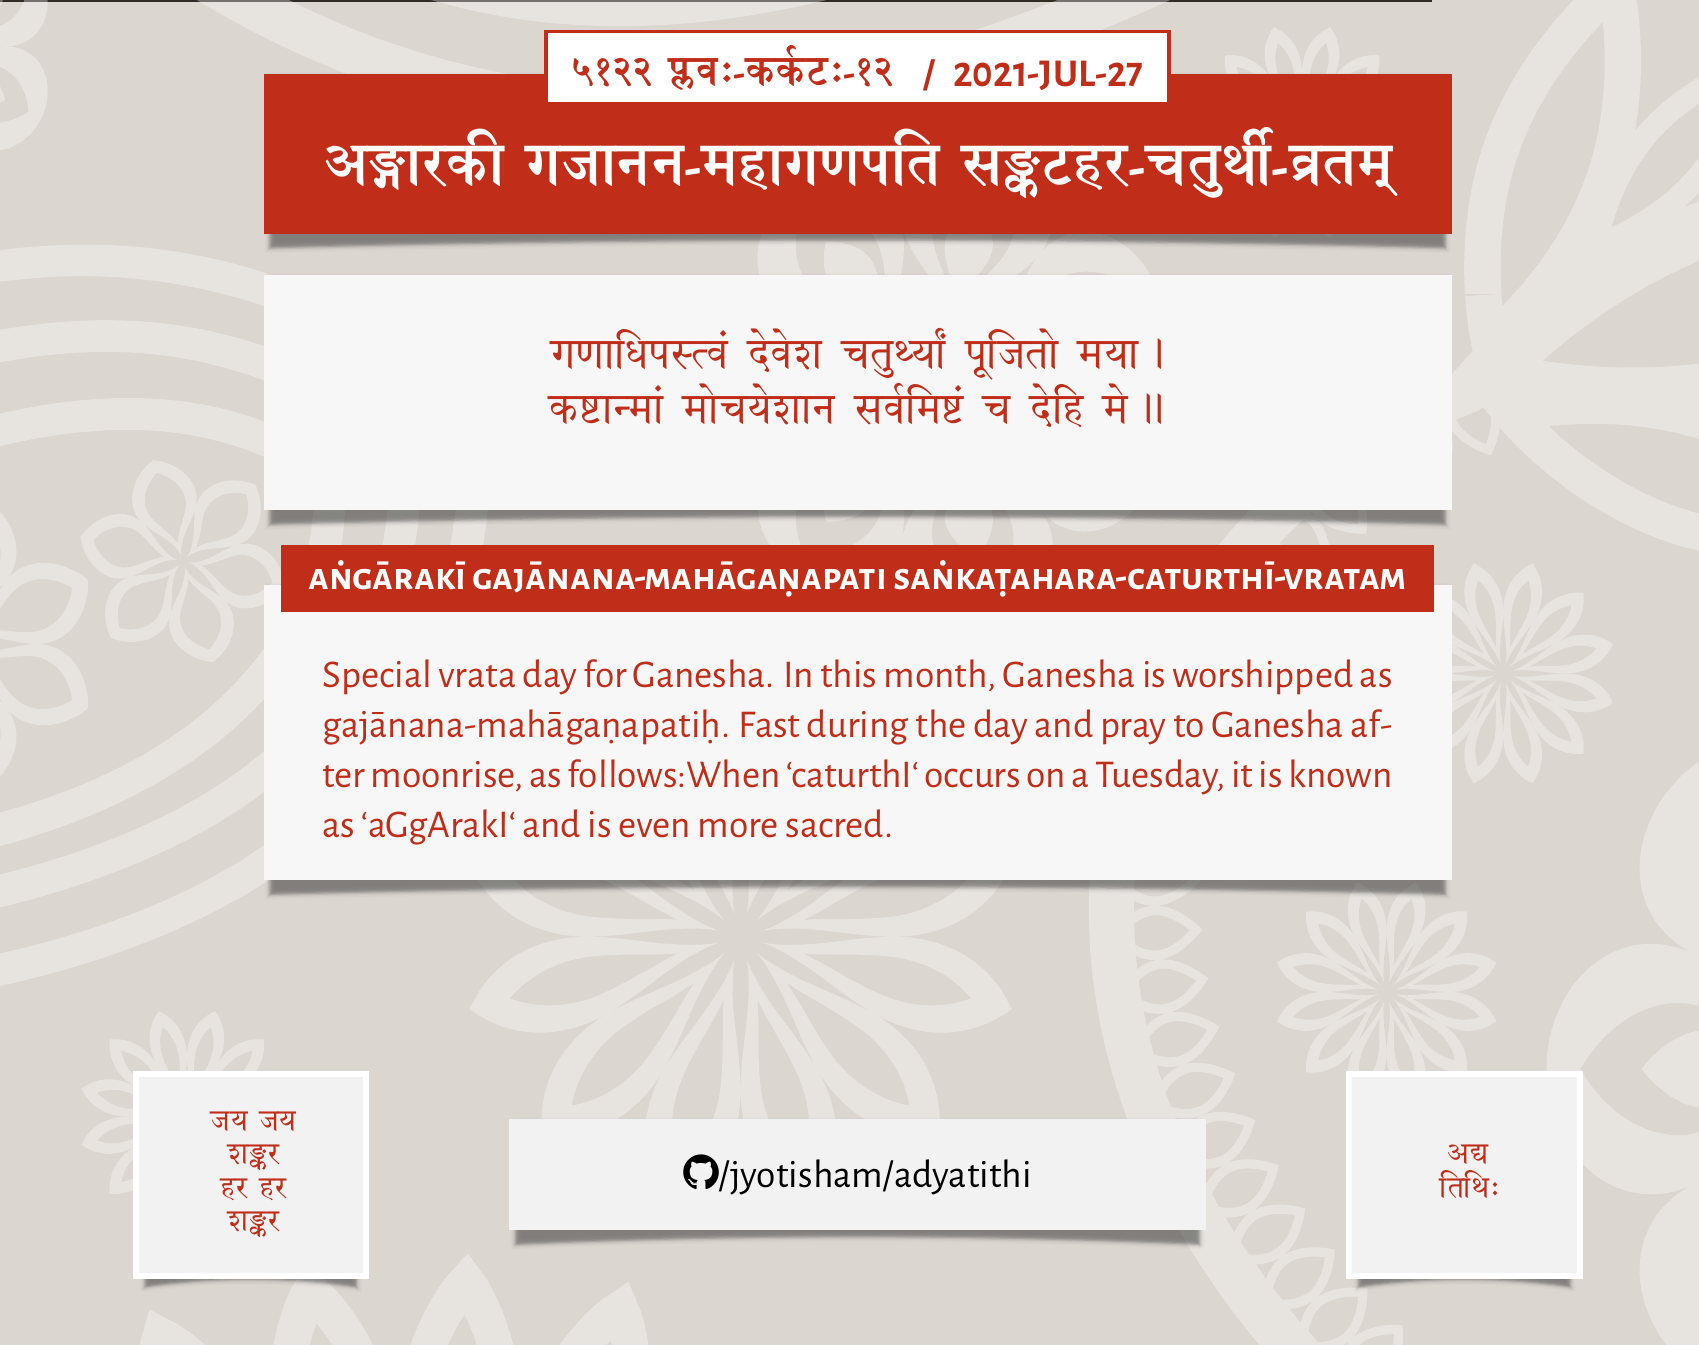 ५१२२ प्लवः-कर्कटः-१२ / 2021-JUL-27
अङ्गारकी गजानन-महागणपति सङ्कटहर-चतुर्थी-व्रतम्
गणाधिपस्त्वं देवेश चतुर्थ्यां पूजितो मया ।
कष्टान्मां मोचयेशान सर्वमिष्टं च देहि मे ॥
AṄGĀRAKĪ GAJĀNANA-MAHĀGAṆAPATI SAṄKAṬAHARA-CATURTHĪ-VRATAM
Special vrata day for Ganesha. In this month, Ganesha is worshipped as
gajānana-mahāgaṇapatiḥ. Fast during the day and pray to Ganesha af-
ter moonrise, as follows:When ‘caturthI‘ occurs on a Tuesday, it is known
as ‘aGgArakI‘ and is even more sacred.
जय जय
शङ्कर
हर हर
शङ्कर
/jyotisham/adyatithi
अद्य
तिथिः